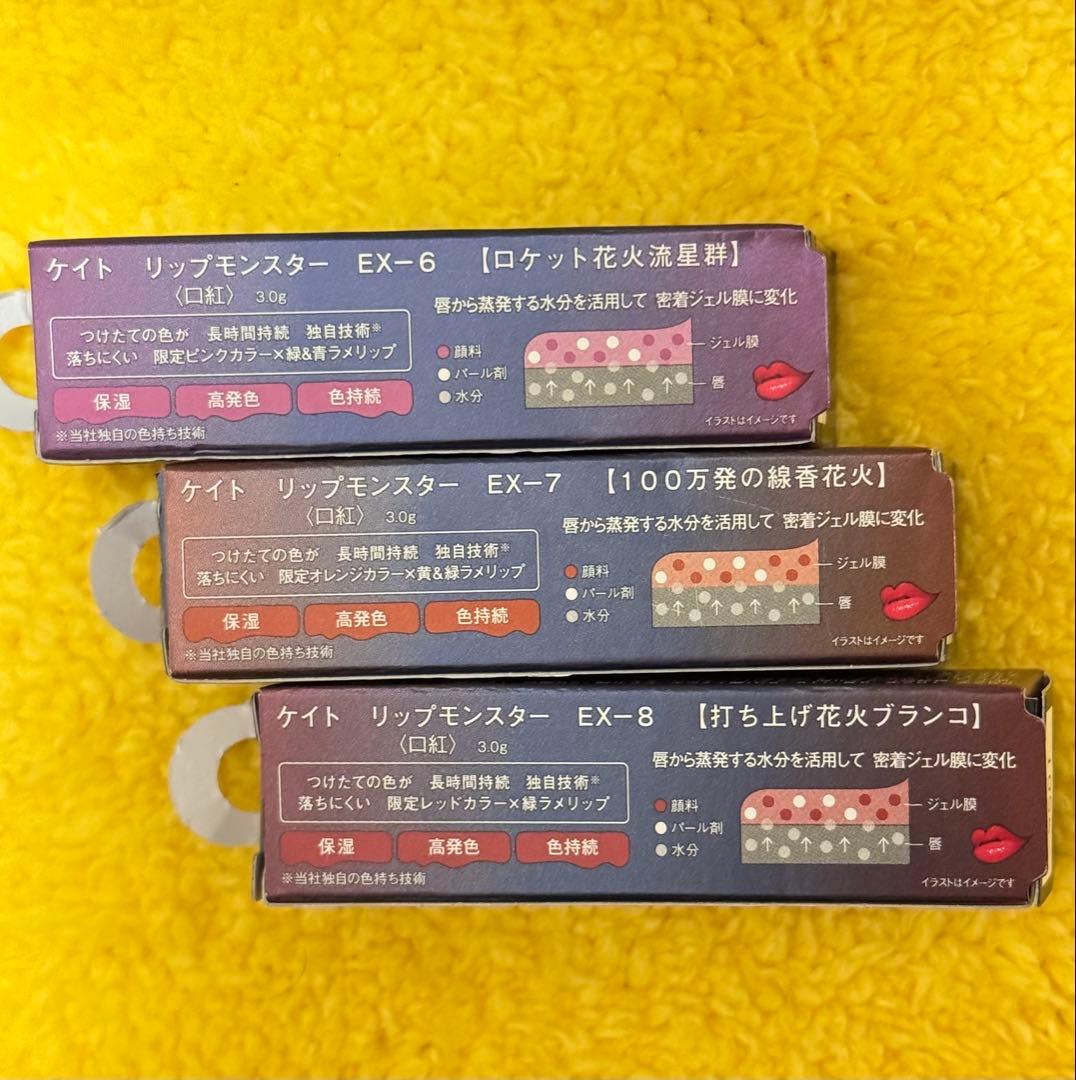 ケイト リップモンスター EX－6 【ロケット花火流星群】
〈口紅〉 3.0g
つけたての色が 長時間持続 独自技術※
落ちにくい 限定ピンクカラー×緑&青ラメリップ
保湿 高発色 色持続
※当社独自の色持ち技術
唇から蒸発する水分を活用して 密着ジェル膜に変化
顔料
パール剤
水分
ジェル膜
唇
イラストはイメージです
ケイト リップモンスター EX－7 【100万発の線香花火】
〈口紅〉 3.0g
つけたての色が 長時間持続 独自技術※
落ちにくい 限定オレンジカラー×黄&緑ラメリップ
保湿 高発色 色持続
※当社独自の色持ち技術
唇から蒸発する水分を活用して 密着ジェル膜に変化
顔料
パール剤
水分
ジェル膜
唇
イラストはイメージです
ケイト リップモンスター EX－8 【打ち上げ花火ブランコ】
〈口紅〉 3.0g
つけたての色が 長時間持続 独自技術※
落ちにくい 限定レッドカラー×緑ラメリップ
保湿 高発色 色持続
※当社独自の色持ち技術
唇から蒸発する水分を活用して 密着ジェル膜に変化
顔料
パール剤
水分
ジェル膜
唇
イラストはイメージです